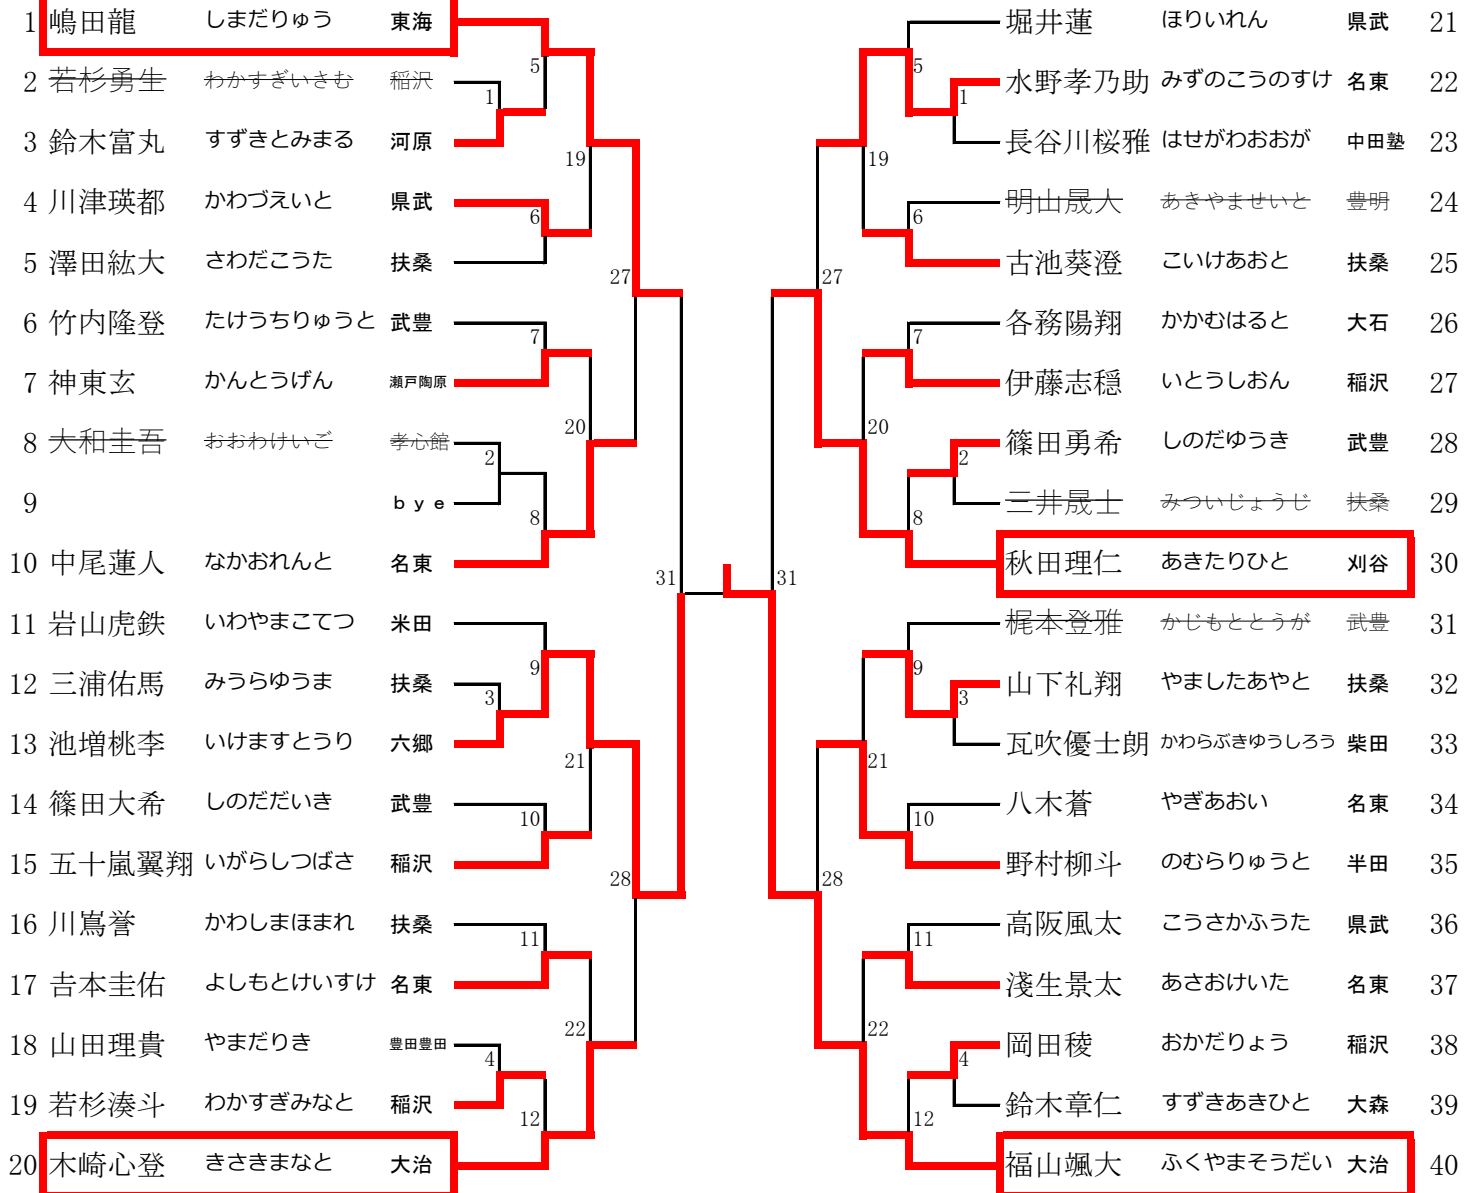 1 嶋田龍 しまだりゅう 東海
2 若杉勇生 わかすぎいさむ 稲沢
3 鈴木富丸 すずきとみまる 河原
4 川津瑛都 かわづえいと 県武
5 澤田紘大 さわだこうた 扶桑
6 竹内隆登 たけうちりゅうと 武豊
7 神東玄 かんとうげん 瀬戸陶原
8 大和圭吾 おおわけいご 孝心館
9 bye
10 中尾蓮人 なかおれんと 名東
11 岩山虎鉄 いわやまこてつ 米田
12 三浦佑馬 みうらゆうま 扶桑
13 池増桃李 いけますとうり 六郷
14 篠田大希 しのだだいき 武豊
15 五十嵐翼翔 いがらしつばさ 稲沢
16 川嶌誉 かわしまほまれ 扶桑
17 吉本圭佑 よしもとけいすけ 名東
18 山田理貴 やまだりき 豊田豊田
19 若杉湊斗 わかすぎみなと 稲沢
20 木崎心登 きさきまなと 大治
5
1
19
6
27
7
20
2
8
31
9
3
21
10
28
11
22
4
12
堀井蓮 ほりいれん 県武 21
水野孝乃助 みずのこうのすけ 名東 22
長谷川桜雅 はせがわおおが 中田塾 23
明山晟人 あきやませいと 豊明 24
古池葵澄 こいけあおと 扶桑 25
各務陽翔 かかむはると 大石 26
伊藤志穏 いとうしおん 稲沢 27
篠田勇希 しのだゆうき 武豊 28
三井晟士 みついじょうじ 扶桑 29
秋田理仁 あきたりひと 刈谷 30
梶本登雅 かじもととうが 武豊 31
山下礼翔 やましたあやと 扶桑 32
瓦吹優士朗 かわらぶきゆうしろう 柴田 33
八木蒼 やぎあおい 名東 34
野村柳斗 のむらりゅうと 半田 35
高阪風太 こうさかふうた 県武 36
淺生景太 あさおけいた 名東 37
岡田稜 おかだりょう 稲沢 38
鈴木章仁 すずきあきひと 大森 39
福山颯大 ふくやまそうだい 大治 40
5
1
19
6
27
7
20
2
8
31
9
3
21
10
28
11
22
4
12